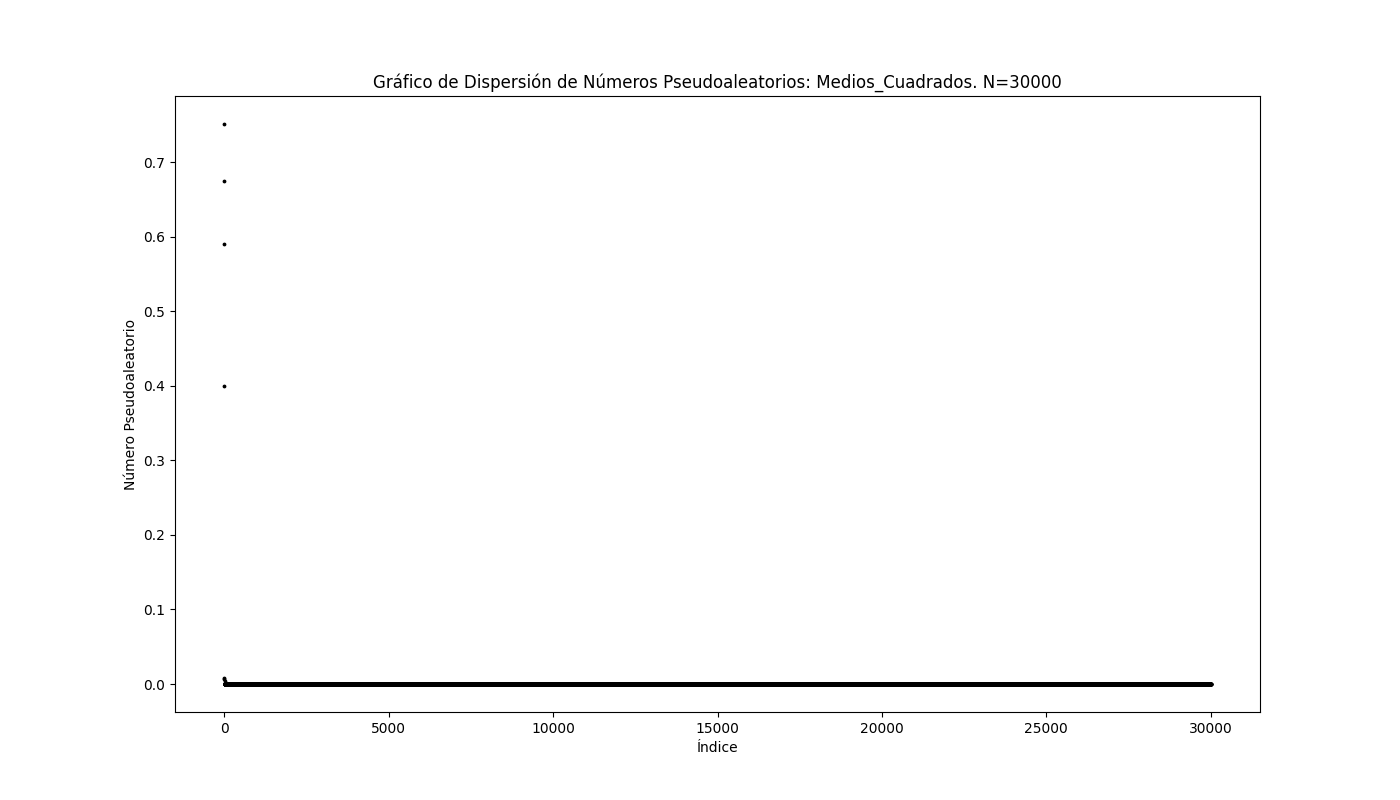 Gráfico de Dispersión de Números Pseudoaleatorios: Medios_Cuadrados. N=30000
Número Pseudoaleatorio
0.7
0.6
0.5
0.4
0.3
0.2
0.1
0.0
0 5000 10000 15000 20000 25000 30000
Índice